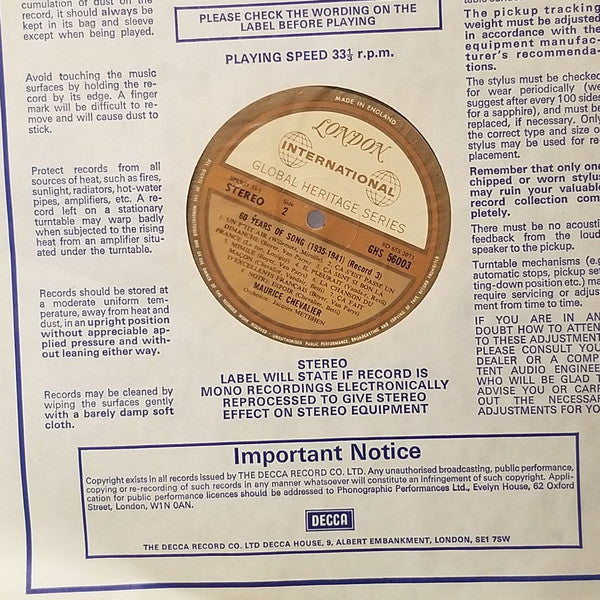 cumulation of dust on the
record, it should always be
kept in its bag and sleeve
except when being played.
Avoid touching the music
surfaces by holding the re-
cord by its edge. A finger
mark will be difficult to re-
move and will cause dust to
stick.
Protect records from all
sources of heat, such as fires,
sunlight, radiators, hot-water
pipes, amplifiers, etc. A re-
cord left on a stationary
turntable may warp badly
when subjected to the rising
heat from an amplifier situ-
ated under the turntable.
Records should be stored at
a moderate uniform tem-
perature, away from heat and
dust, in an upright position
without appreciable ap-
plied pressure and with-
out leaning either way.
Records may be cleaned by
wiping the surfaces gently
with a barely damp soft
cloth.
PLEASE CHECK THE WORDING ON THE
LABEL BEFORE PLAYING
PLAYING SPEED 33⅓ r.p.m.
MADE IN ENGLAND
LONDON
INTERNATIONAL
GLOBAL HERITAGE SERIES
STEREO
Side
2
GHS 56003
60 YEARS OF SONG (1935-1941) (Record 3)
MAURICE CHEVALIER
Orchestra: Jacques METEHEN
STEREO
LABEL WILL STATE IF RECORD IS
MONO RECORDINGS ELECTRONICALLY
REPROCESSED TO GIVE STEREO
EFFECT ON STEREO EQUIPMENT
The pickup tracking
weight must be adjusted
in accordance with the
equipment manufac-
turer's recommenda-
tions.
The stylus must be checked
for wear periodically (we
suggest after every 100 sides
for a sapphire), and must be
replaced, if necessary. Only
the correct type and size o
stylus may be used for re-
placement.
Remember that only one
chipped or worn stylus
may ruin your valuable
record collection com-
pletely.
There must be no acoustic
feedback from the loud
speaker to the pickup.
Turntable mechanisms (e.g
automatic stops, pickup set
ting-down position etc.) ma
require servicing or adjust
ment from time to time.
IF YOU ARE IN AN
DOUBT HOW TO ATTEN
TO THESE ADJUSTMENT
PLEASE CONSULT YOU
DEALER OR A COMP
TENT AUDIO ENGINEE
WHO WILL BE GLAD T
ADVISE YOU OR CARR
OUT THE NECESSA
ADJUSTMENTS FOR YO
Important Notice
Copyright exists in all records issued by THE DECCA RECORD CO. LTD. Any unauthorised broadcasting, public performance,
copying or re-recording of such records in any manner whatsoever will constitute an infringement of such copyright. Appli-
cation for public performance licences should be addressed to Phonographic Performances Ltd., Evelyn House, 62 Oxford
Street, London, W1N 0AN.
DECCA
THE DECCA RECORD CO. LTD DECCA HOUSE, 9, ALBERT EMBANKMENT, LONDON, SE1 7SW